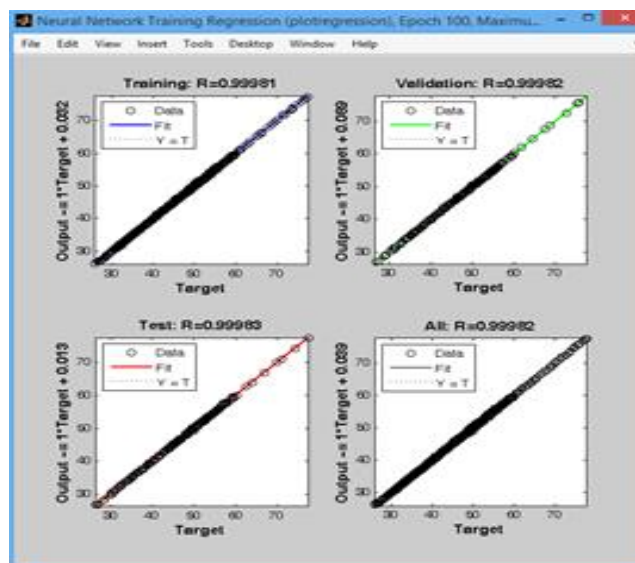 Neural Network Training Regression (plotregression), Epoch 100, Maximu...
File Edit View Insert Tools Desktop Window Help
Training: R=0.99981
Output ~= 1*Target + 0.032
70
60
50
40
30
Data
Fit
Y = T
30 40 50 60 70
Target
Validation: R=0.99982
Output ~= 1*Target + 0.089
70
60
50
40
30
Data
Fit
Y = T
30 40 50 60 70
Target
Test: R=0.99983
Output ~= 1*Target + 0.013
70
60
50
40
30
Data
Fit
Y = T
30 40 50 60 70
Target
All: R=0.99982
Output ~= 1*Target + 0.039
70
60
50
40
30
Data
Fit
Y = T
30 40 50 60 70
Target